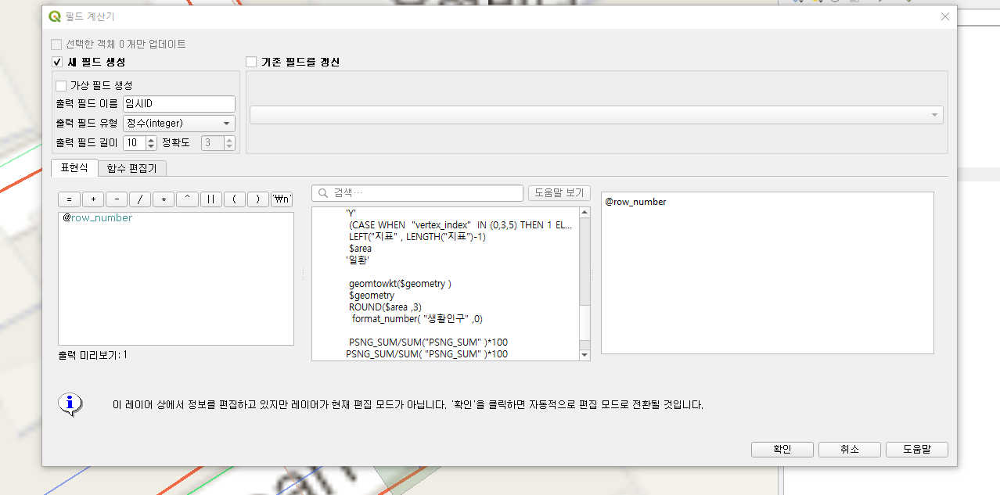 필드 계산기
선택한 객체 0 개만 업데이트
새 필드 생성
기존 필드를 갱신
가상 필드 생성
출력 필드 이름 임시ID
출력 필드 유형 정수(integer)
출력 필드 길이 10 정확도 3
표현식 함수 편집기
= + - / * ^ || ( ) '\n'
검색…
도움말 보기
@row_number
출력 미리보기: 1
'Y'
(CASE WHEN "vertex_index" IN (0,3,5) THEN 1 EL...
LEFT("지표" , LENGTH("지표")-1)
$area
'일환'
geomtowkt($geometry )
$geometry
ROUND($area ,3)
format_number( "생활인구" ,0)
PSNG_SUM/SUM("PSNG_SUM" )*100
PSNG_SUM/SUM( "PSNG_SUM" )*100
@row_number
이 레이어 상에서 정보를 편집하고 있지만 레이어가 현재 편집 모드가 아닙니다. '확인'을 클릭하면 자동적으로 편집 모드로 전환될 것입니다.
확인 취소 도움말